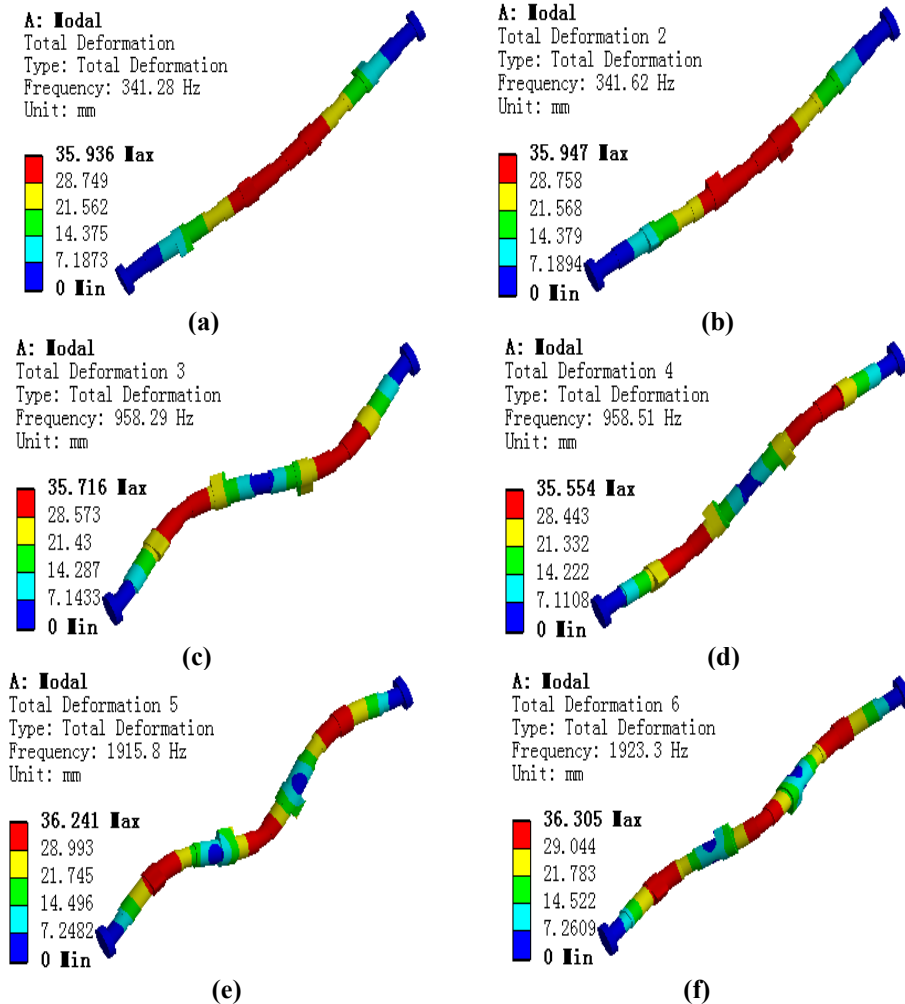 A: Modal
Total Deformation
Type: Total Deformation
Frequency: 341.28 Hz
Unit: mm
35.936 Max
28.749
21.562
14.375
7.1873
0 Min
(a)
A: Modal
Total Deformation 2
Type: Total Deformation
Frequency: 341.62 Hz
Unit: mm
35.947 Max
28.758
21.568
14.379
7.1894
0 Min
(b)
A: Modal
Total Deformation 3
Type: Total Deformation
Frequency: 958.29 Hz
Unit: mm
35.716 Max
28.573
21.43
14.287
7.1433
0 Min
(c)
A: Modal
Total Deformation 4
Type: Total Deformation
Frequency: 958.51 Hz
Unit: mm
35.554 Max
28.443
21.332
14.222
7.1108
0 Min
(d)
A: Modal
Total Deformation 5
Type: Total Deformation
Frequency: 1915.8 Hz
Unit: mm
36.241 Max
28.993
21.745
14.496
7.2482
0 Min
(e)
A: Modal
Total Deformation 6
Type: Total Deformation
Frequency: 1923.3 Hz
Unit: mm
36.305 Max
29.044
21.783
14.522
7.2609
0 Min
(f)